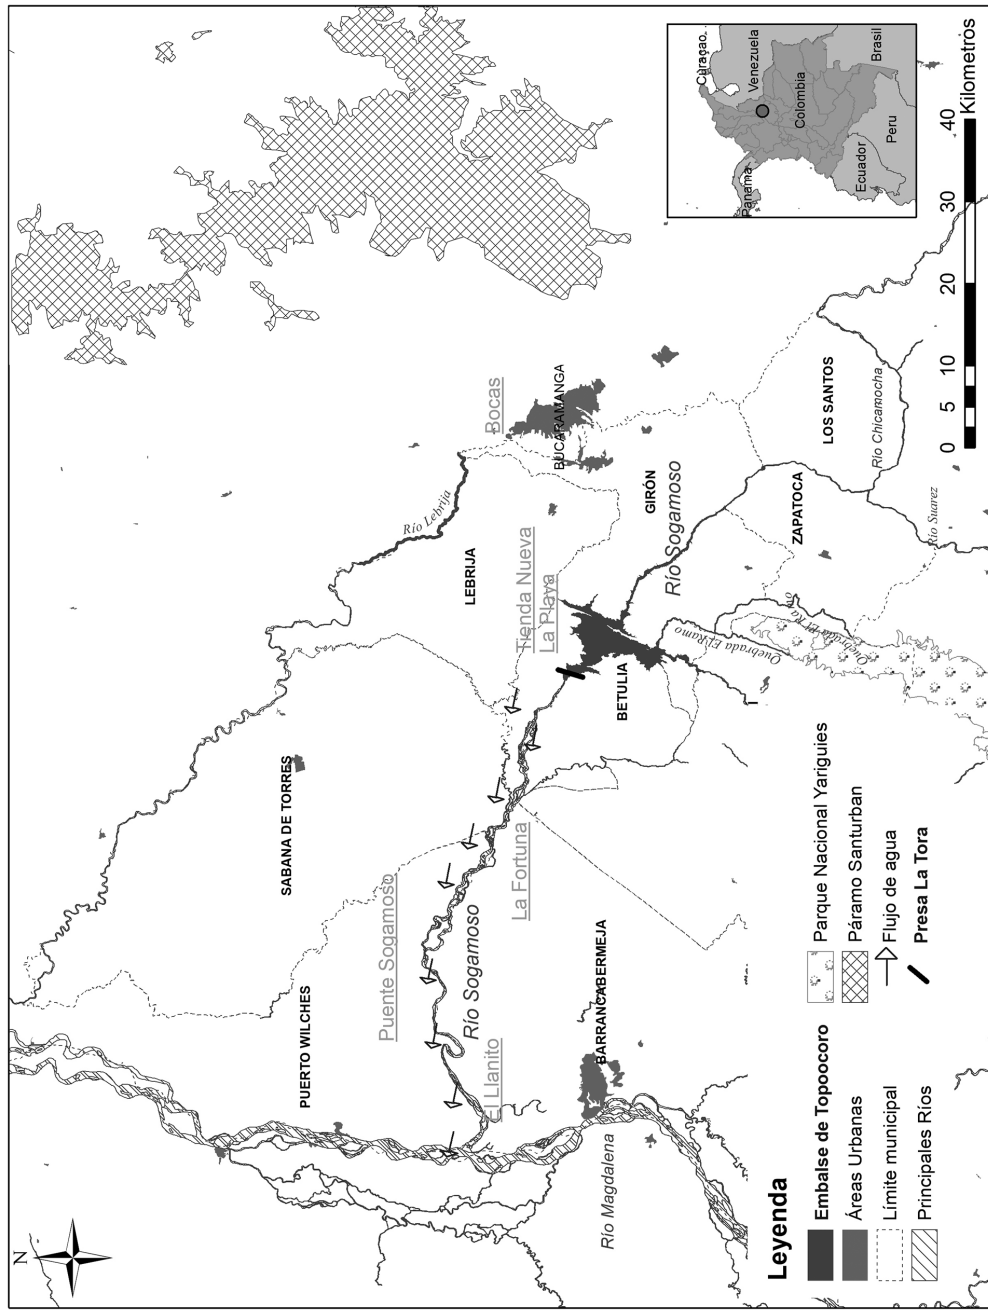 N
Bocas
BUCARAMANGA
Río Lebrija
LEBRIJA
GIRÓN
Río Sogamoso
Tienda Nueva
La Playa
BETULIA
ZAPATOCA
LOS SANTOS
Río Chicamocha
Río Suarez
Quebrada El Ramo
Quebrada El Ramo
SABANA DE TORRES
Puente Sogamoso
La Fortuna
PUERTO WILCHES
Río Sogamoso
El Llanito
BARRANCABERMEJA
Río Magdalena
Leyenda
Embalse de Topocoro
Áreas Urbanas
Límite municipal
Principales Ríos
Parque Nacional Yariguies
Páramo Santurban
Flujo de agua
Presa La Tora
0 5 10 20 30 40
Kilometros
Curaçao
Panama
Venezuela
Colombia
Ecuador
Brasil
Peru